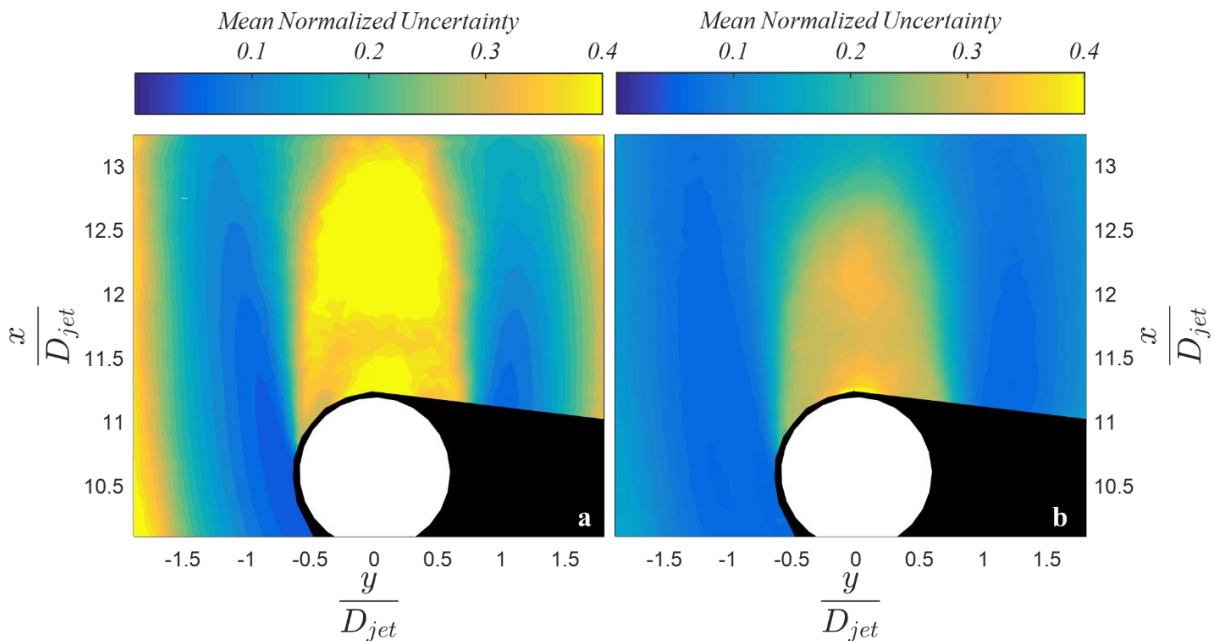 Mean Normalized Uncertainty
0.1 0.2 0.3 0.4
Mean Normalized Uncertainty
0.1 0.2 0.3 0.4
x
D_jet
13
12.5
12
11.5
11
10.5
a
-1.5 -1 -0.5 0 0.5 1 1.5
y
D_jet
b
-1.5 -1 -0.5 0 0.5 1 1.5
y
D_jet
13
12.5
12
11.5
11
10.5
x
D_jet